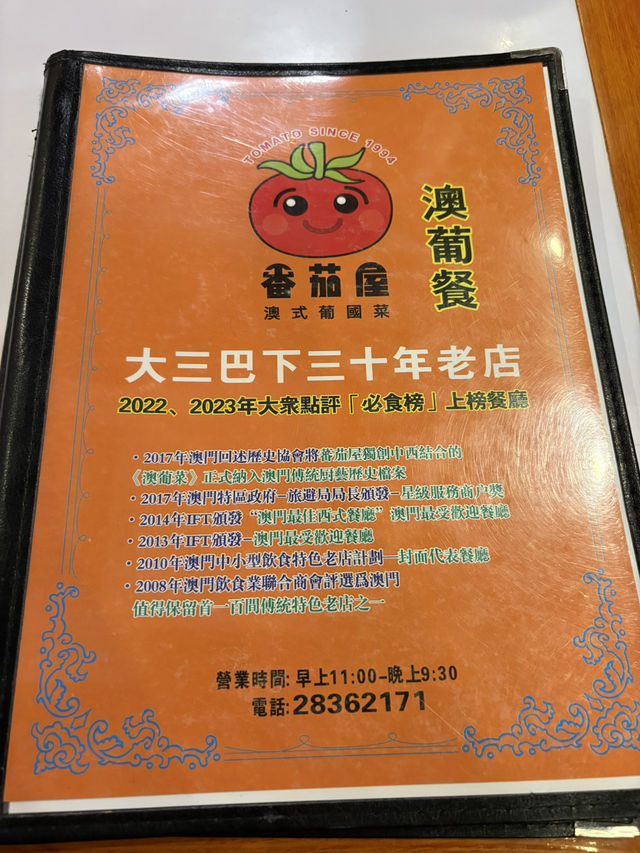 TOMATO SINCE 1994
澳葡餐
番茄屋
澳式葡國菜
大三巴下三十年老店
2022、2023年大衆點評「必食榜」上榜餐廳
·2017年澳門回述歷史協會將蕃茄屋獨創中西結合的
《澳葡菜》正式納入澳門傳統厨藝歷史檔案
·2017年澳門特區政府-旅遊局局長頒發-星級服務商户獎
·2014年IFT頒發“澳門最佳西式餐廳”澳門最受歡迎餐廳
·2013年IFT頒發-澳門最受歡迎餐廳
·2010年澳門中小型飲食特色老店計劃—封面代表餐廳
·2008年澳門飲食業聯合商會評選爲澳門
值得保留首一百間傳統特色老店之一
營業時間: 早上11:00-晚上9:30
電話:28362171